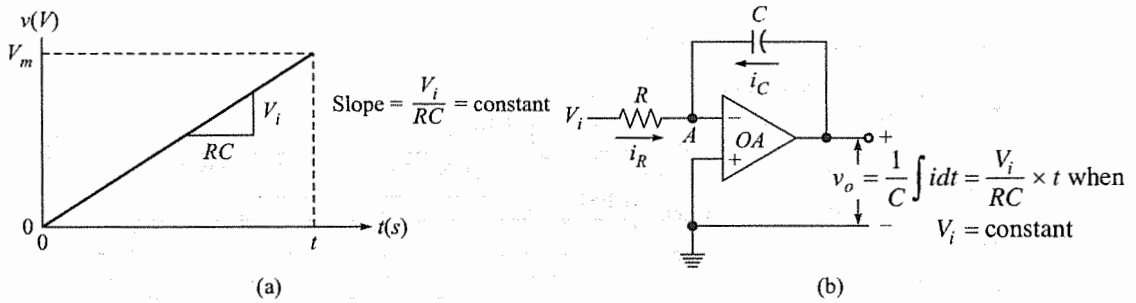 v(V)
V_m
Slope = V_i/RC = constant
V_i
RC
0
0
t
t(s)
(a)
C
i_C
R
V_i
i_R
A
−
OA
+
+
v_o = 1/C ∫ idt = V_i/RC × t when
V_i = constant
−
(b)